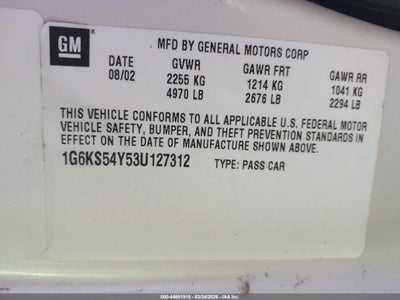 GM
MFD BY GENERAL MOTORS CORP
DATE GVWR GAWR FRT GAWR RR
08/02 2255 KG 1214 KG 1041 KG
4970 LB 2676 LB 2294 LB
THIS VEHICLE CONFORMS TO ALL APPLICABLE U.S. FEDERAL MOTOR
VEHICLE SAFETY, BUMPER, AND THEFT PREVENTION STANDARDS IN
EFFECT ON THE DATE OF MANUFACTURE SHOWN ABOVE.
1G6KS54Y53U127312 TYPE: PASS CAR
000-44661915 - 03/24/2026 - IAA Inc.